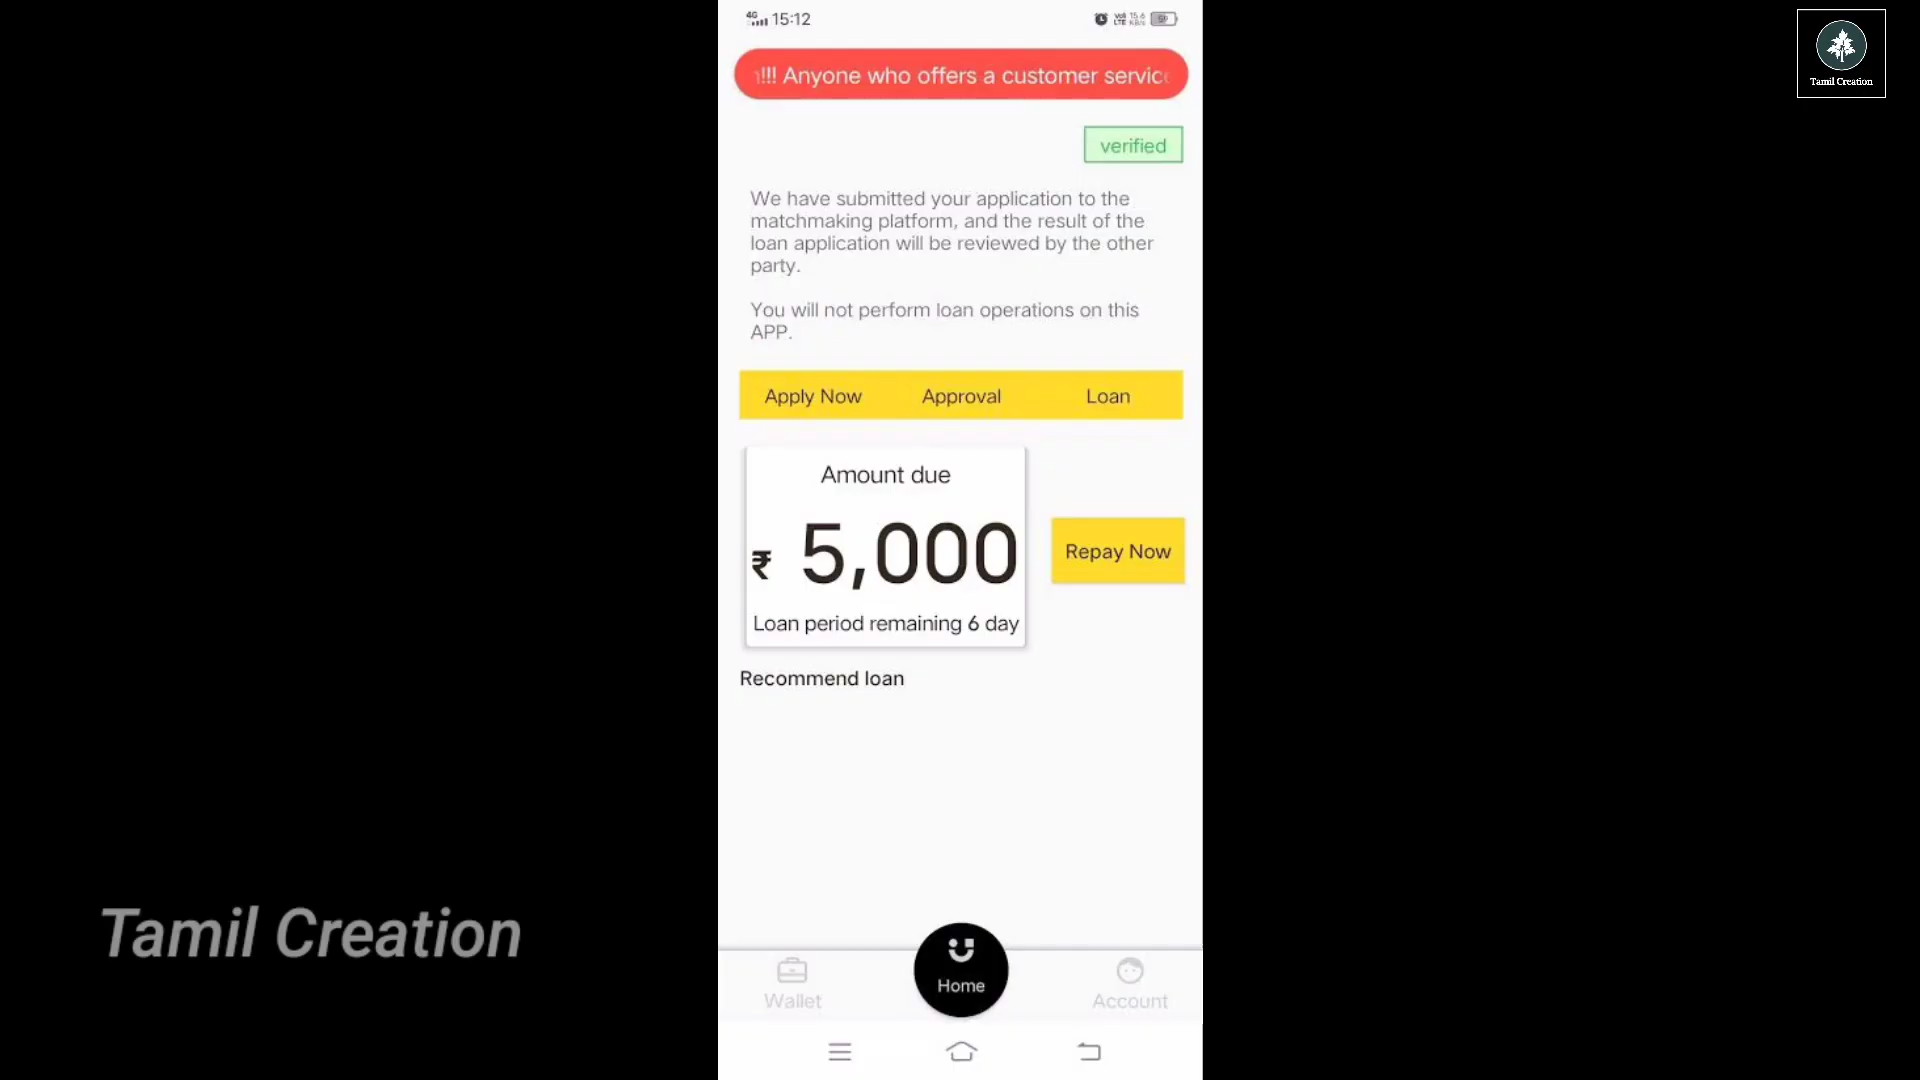 4G 15:12
!!! Anyone who offers a customer service
Tamil Creation
verified
We have submitted your application to the
matchmaking platform, and the result of the
loan application will be reviewed by the other
party.
You will not perform loan operations on this
APP.
Apply Now Approval Loan
Amount due
₹ 5,000
Loan period remaining 6 day
Repay Now
Recommend loan
Tamil Creation
Wallet Home Account